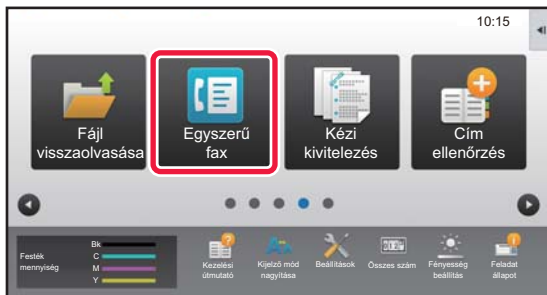 10:15
Fájl
visszaolvasása
Egyszerű
fax
Kézi
kivitelezés
Cím
ellenőrzés
Festék
mennyiség
Bk
C
M
Y
Kezelési
útmutató
Kijelző mód
nagyítása
Beállítások
Összes szám
Fényesség
beállítás
Feladat
állapot